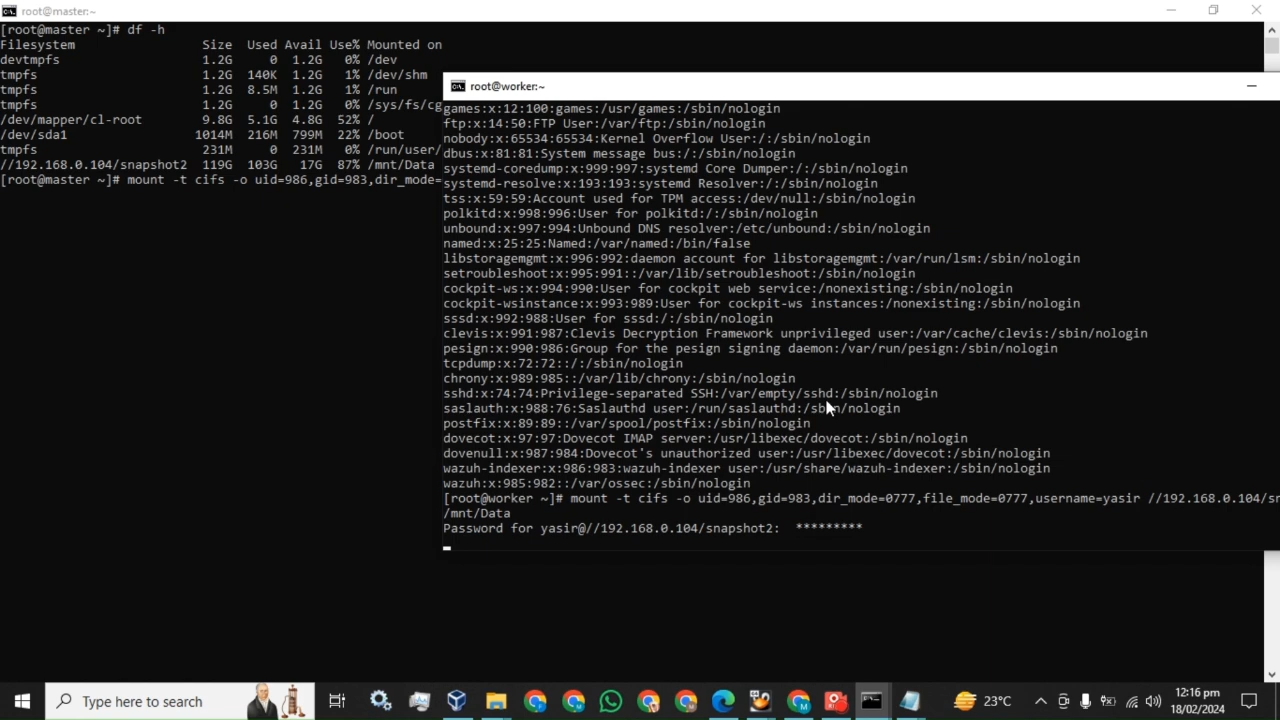 root@master:~
[root@master ~]# df -h
Filesystem Size Used Avail Use% Mounted on
devtmpfs 1.2G 0 1.2G 0% /dev
tmpfs 1.2G 140K 1.2G 1% /dev/shm
tmpfs 1.2G 8.5M 1.2G 1% /run
tmpfs 1.2G 0 1.2G 0% /sys/fs/cg
/dev/mapper/cl-root 9.8G 5.1G 4.8G 52% /
/dev/sda1 1014M 216M 799M 22% /boot
tmpfs 231M 0 231M 0% /run/user/
//192.168.0.104/snapshot2 119G 103G 17G 87% /mnt/Data
[root@master ~]# mount -t cifs -o uid=986,gid=983,dir_mode=
root@worker:~
games:x:12:100:games:/usr/games:/sbin/nologin
ftp:x:14:50:FTP User:/var/ftp:/sbin/nologin
nobody:x:65534:65534:Kernel Overflow User:/:/sbin/nologin
dbus:x:81:81:System message bus:/:/sbin/nologin
systemd-coredump:x:999:997:systemd Core Dumper:/:/sbin/nologin
systemd-resolve:x:193:193:systemd Resolver:/:/sbin/nologin
tss:x:59:59:Account used for TPM access:/dev/null:/sbin/nologin
polkitd:x:998:996:User for polkitd:/:/sbin/nologin
unbound:x:997:994:Unbound DNS resolver:/etc/unbound:/sbin/nologin
named:x:25:25:Named:/var/named:/bin/false
libstoragemgmt:x:996:992:daemon account for libstoragemgmt:/var/run/lsm:/sbin/nologin
setroubleshoot:x:995:991::/var/lib/setroubleshoot:/sbin/nologin
cockpit-ws:x:994:990:User for cockpit web service:/nonexisting:/sbin/nologin
cockpit-wsinstance:x:993:989:User for cockpit-ws instances:/nonexisting:/sbin/nologin
sssd:x:992:988:User for sssd:/:/sbin/nologin
clevis:x:991:987:Clevis Decryption Framework unprivileged user:/var/cache/clevis:/sbin/nologin
pesign:x:990:986:Group for the pesign signing daemon:/var/run/pesign:/sbin/nologin
tcpdump:x:72:72::/:/sbin/nologin
chrony:x:989:985::/var/lib/chrony:/sbin/nologin
sshd:x:74:74:Privilege-separated SSH:/var/empty/sshd:/sbin/nologin
saslauth:x:988:76:Saslauthd user:/run/saslauthd:/sbin/nologin
postfix:x:89:89::/var/spool/postfix:/sbin/nologin
dovecot:x:97:97:Dovecot IMAP server:/usr/libexec/dovecot:/sbin/nologin
dovenull:x:987:984:Dovecot's unauthorized user:/usr/libexec/dovecot:/sbin/nologin
wazuh-indexer:x:986:983:wazuh-indexer user:/usr/share/wazuh-indexer:/sbin/nologin
wazuh:x:985:982::/var/ossec:/sbin/nologin
[root@worker ~]# mount -t cifs -o uid=986,gid=983,dir_mode=0777,file_mode=0777,username=yasir //192.168.0.104/sn
/mnt/Data
Password for yasir@//192.168.0.104/snapshot2: *********
Type here to search
23°C
12:16 pm
18/02/2024